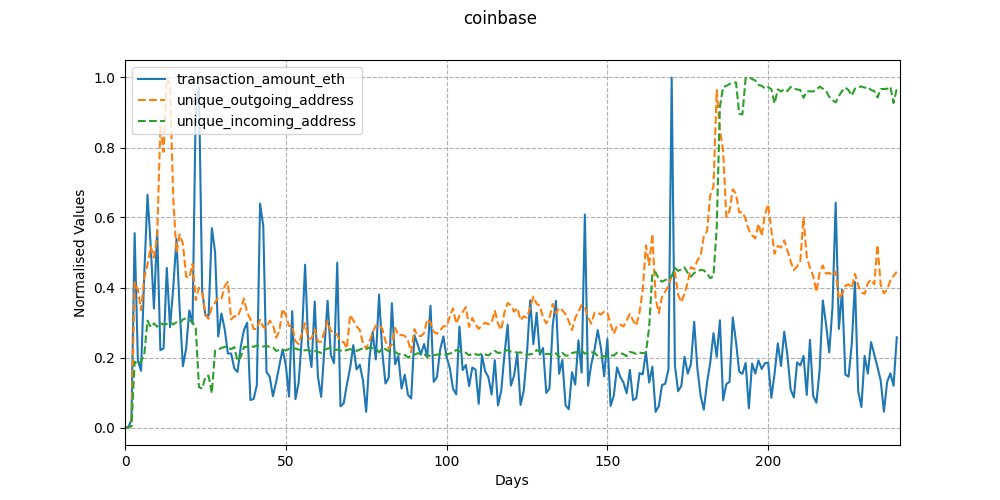 coinbase
transaction_amount_eth
unique_outgoing_address
unique_incoming_address
Normalised Values
1.0
0.8
0.6
0.4
0.2
0.0
0 50 100 150 200
Days